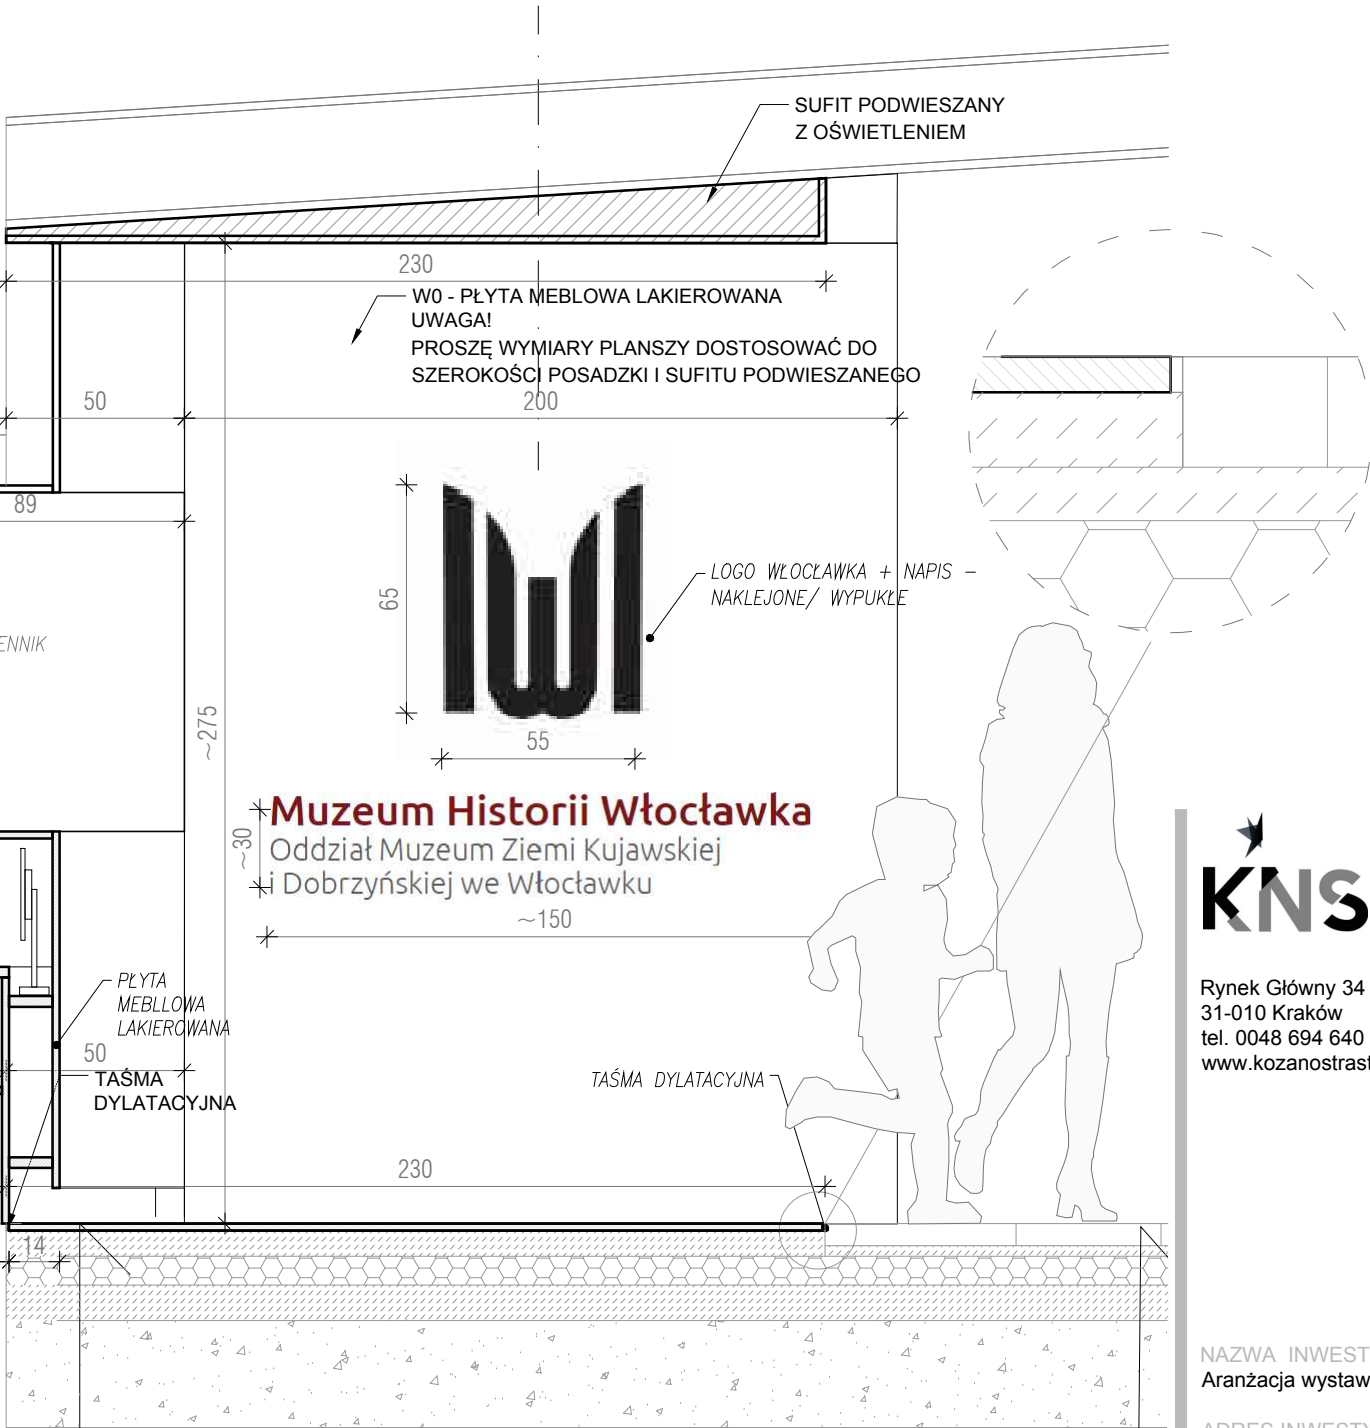 SUFIT PODWIESZANY
Z OŚWIETLENIEM
230
W0 - PŁYTA MEBLOWA LAKIEROWANA
UWAGA!
PROSZĘ WYMIARY PLANSZY DOSTOSOWAĆ DO
SZEROKOŚCI POSADZKI I SUFITU PODWIESZANEGO
50
200
89
65
LOGO WŁOCŁAWKA + NAPIS -
NAKLEJONE/ WYPUKŁE
ENNIK
~275
55
Muzeum Historii Włocławka
Oddział Muzeum Ziemi Kujawskiej
i Dobrzyńskiej we Włocławku
~30
~150
PŁYTA
MEBLLOWA
LAKIEROWANA
50
TAŚMA
DYLATACYJNA
TAŚMA DYLATACYJNA
230
14
KNS
Rynek Główny 34
31-010 Kraków
tel. 0048 694 640
www.kozanostrast
NAZWA INWEST
Aranżacja wystaw
ADRES INWESTY